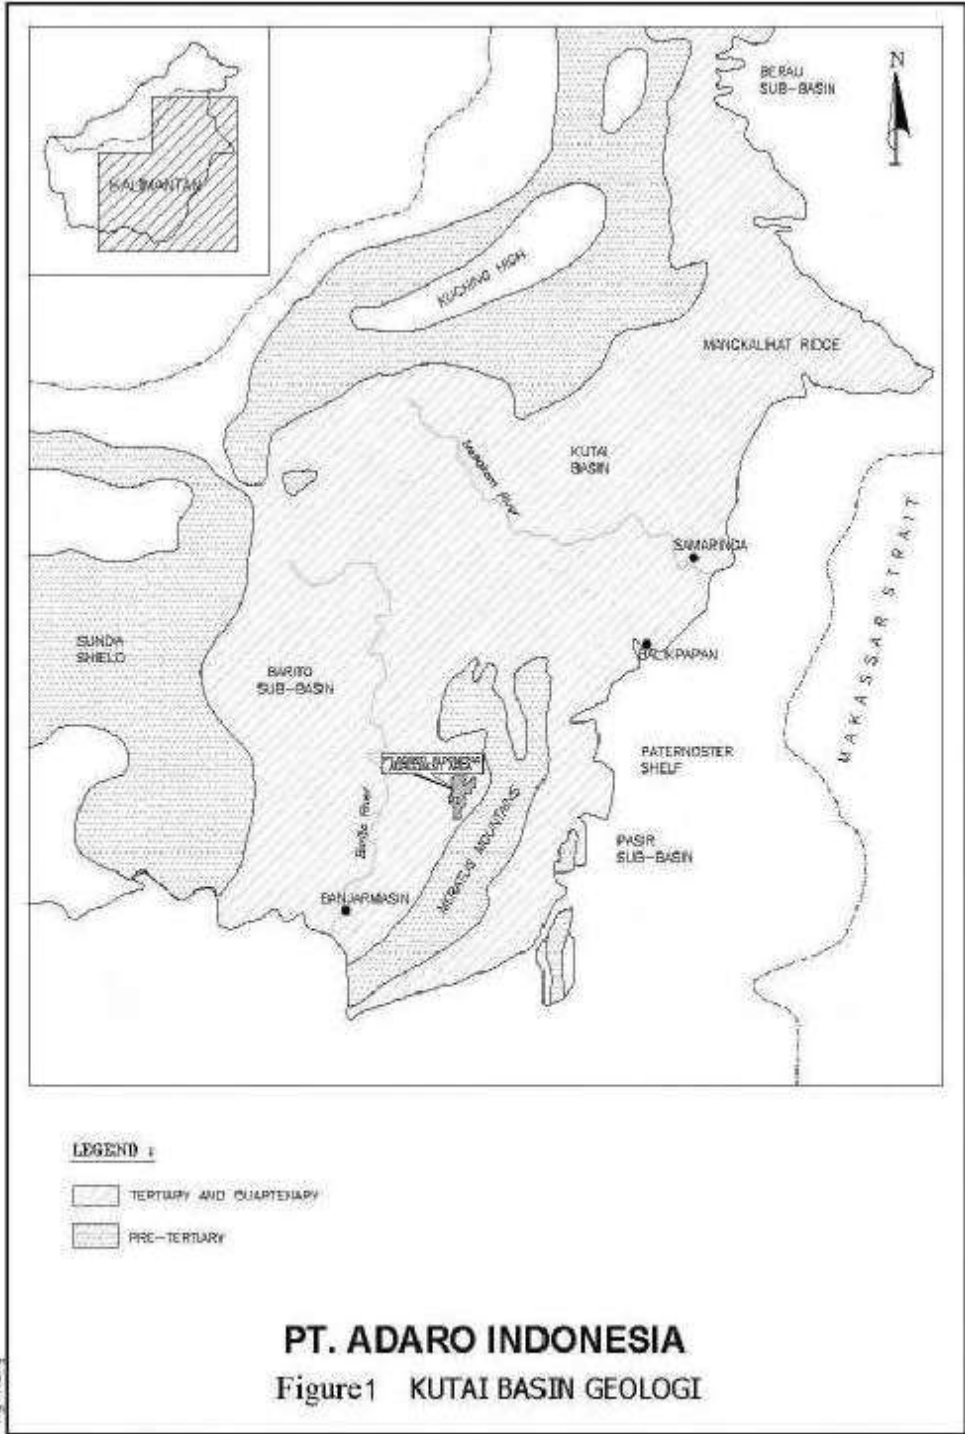 N
BERAU
SUB-BASIN
KALIMANTAN
KUCHING HIGH
MANGKALIHAT RIDGE
KUTAI
BASIN
Mahakam River
SAMARINDA
MAKASSAR STRAIT
SUNDA
SHIELD
BALIKPAPAN
BARITO
SUB-BASIN
PATERNOSTER
SHELF
Barito River
MERATUS MOUNTAINS
PASIR
SUB-BASIN
BANJARMASIN
LEGEND :
TERTIARY AND QUARTENARY
PRE-TERTIARY
PT. ADARO INDONESIA
Figure1 KUTAI BASIN GEOLOGI